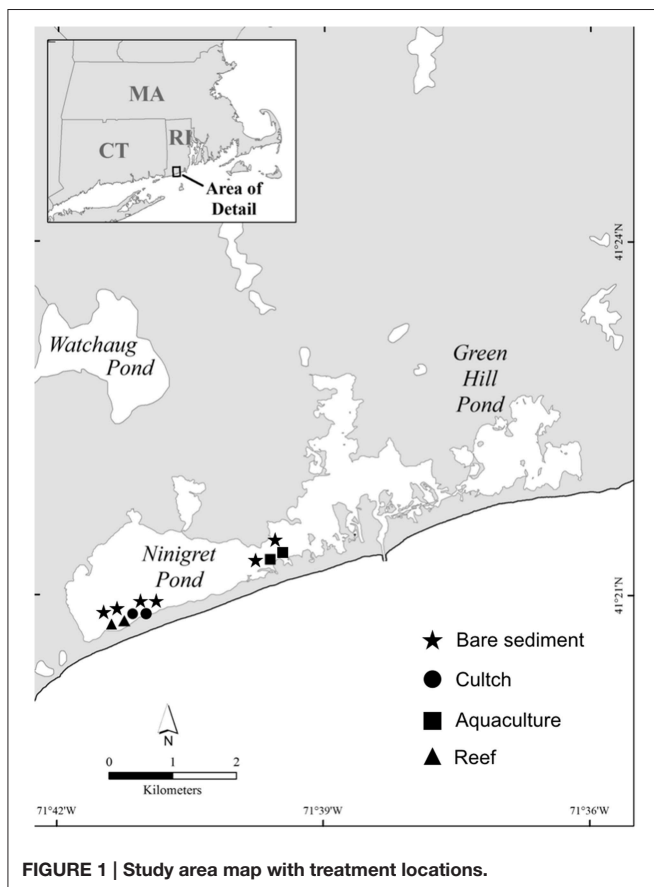 MA
CT
RI
Area of
Detail
41°24'N
Watchaug
Pond
Green
Hill
Pond
Ninigret
Pond
41°21'N
Bare sediment
Cultch
Aquaculture
Reef
N
0 1 2
Kilometers
71°42'W 71°39'W 71°36'W
FIGURE 1 | Study area map with treatment locations.